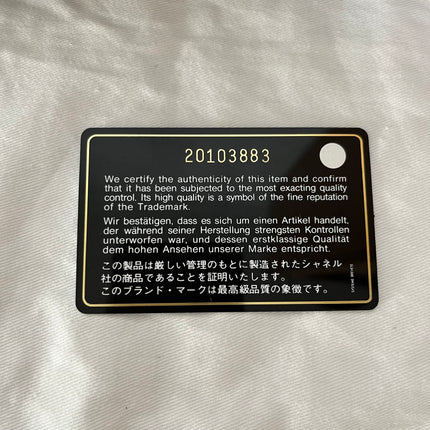 20103883
We certify the authenticity of this item and confirm
that it has been subjected to the most exacting quality
control. Its high quality is a symbol of the fine reputation
of the Trademark.
Wir bestätigen, dass es sich um einen Artikel handelt,
der während seiner Herstellung strengsten Kontrollen
unterworfen war, und dessen erstklassige Qualität
dem hohen Ansehen unserer Marke entspricht.
この製品は厳しい管理のもとに製造されたシャネル
社の商品であることを証明いたします。
このブランド・マークは最高級品質の象徴です。